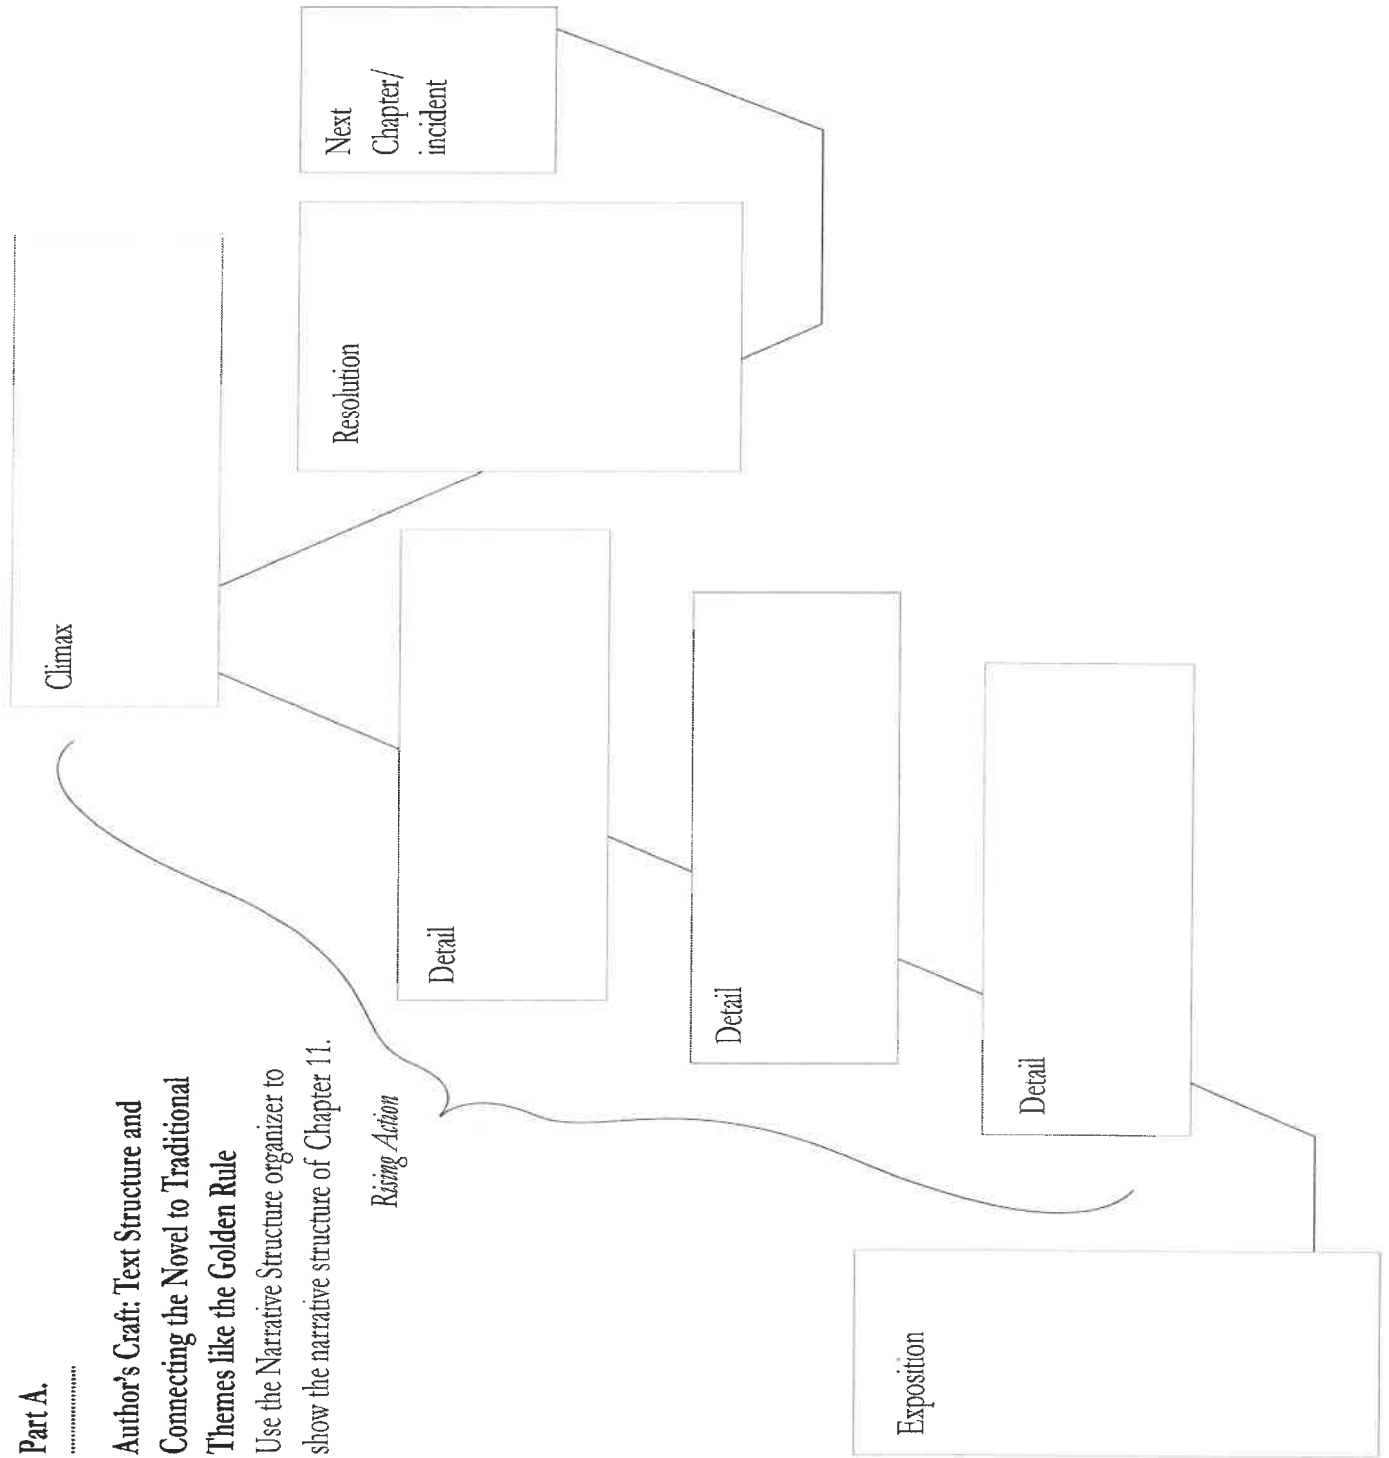 Part A.
Author's Craft: Text Structure and
Connecting the Novel to Traditional
Themes like the Golden Rule
Use the Narrative Structure organizer to
show the narrative structure of Chapter 11.
Rising Action
Climax
Detail
Detail
Detail
Exposition
Resolution
Next
Chapter/
incident